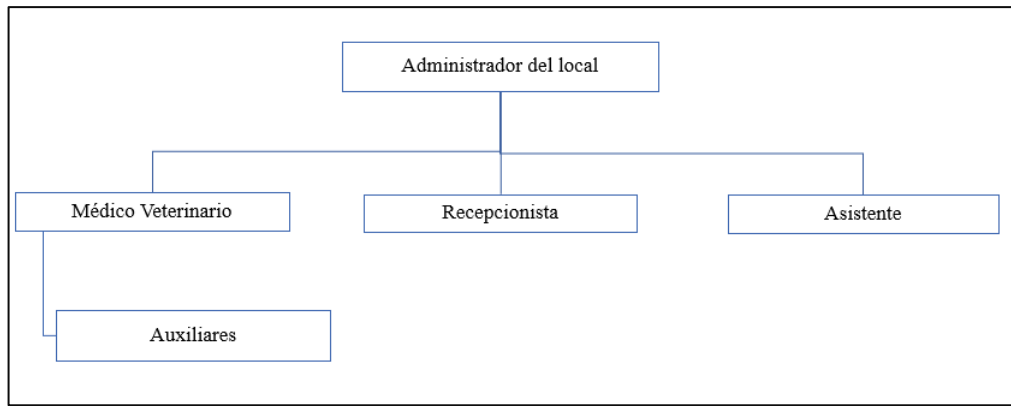 Administrador del local
Médico Veterinario
Recepcionista
Asistente
Auxiliares